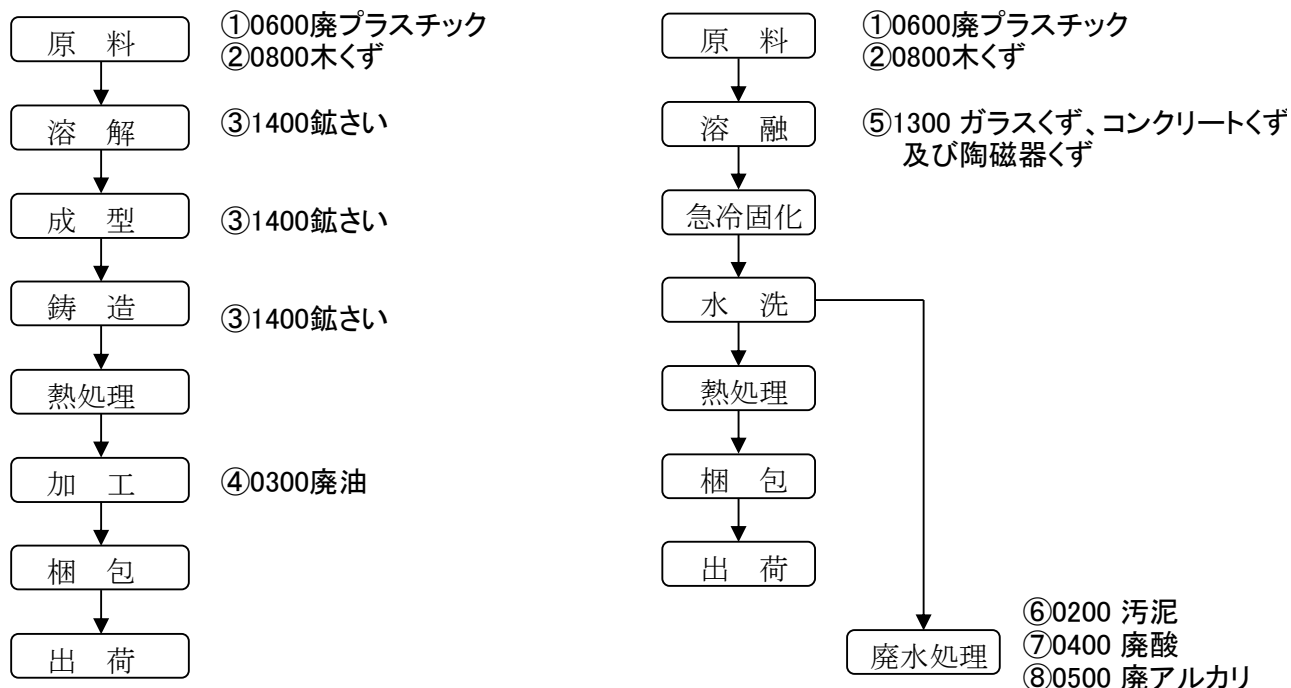 原 料
①0600廃プラスチック
②0800木くず
溶 解
③1400鉱さい
成 型
③1400鉱さい
鋳 造
③1400鉱さい
熱処理
加 工
④0300廃油
梱 包
出 荷
原 料
①0600廃プラスチック
②0800木くず
溶 融
⑤1300 ガラスくず、コンクリートくず
及び陶磁器くず
急冷固化
水 洗
熱処理
梱 包
出 荷
廃水処理
⑥0200 汚泥
⑦0400 廃酸
⑧0500 廃アルカリ